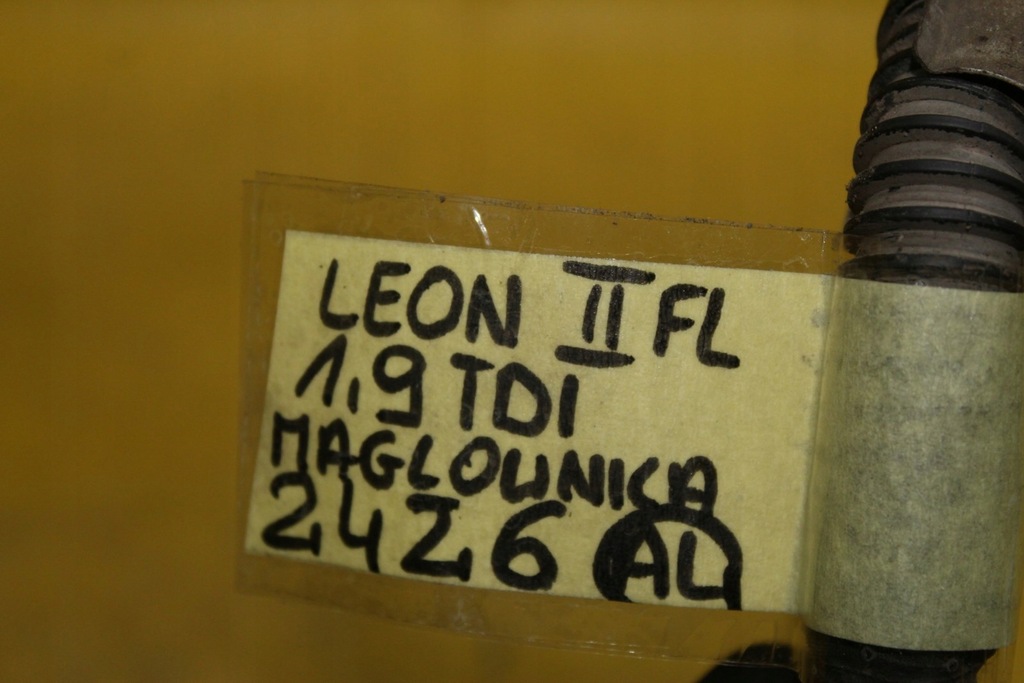 LEON II FL
1,9 TDI
MAGLOWNICA
2426 AL